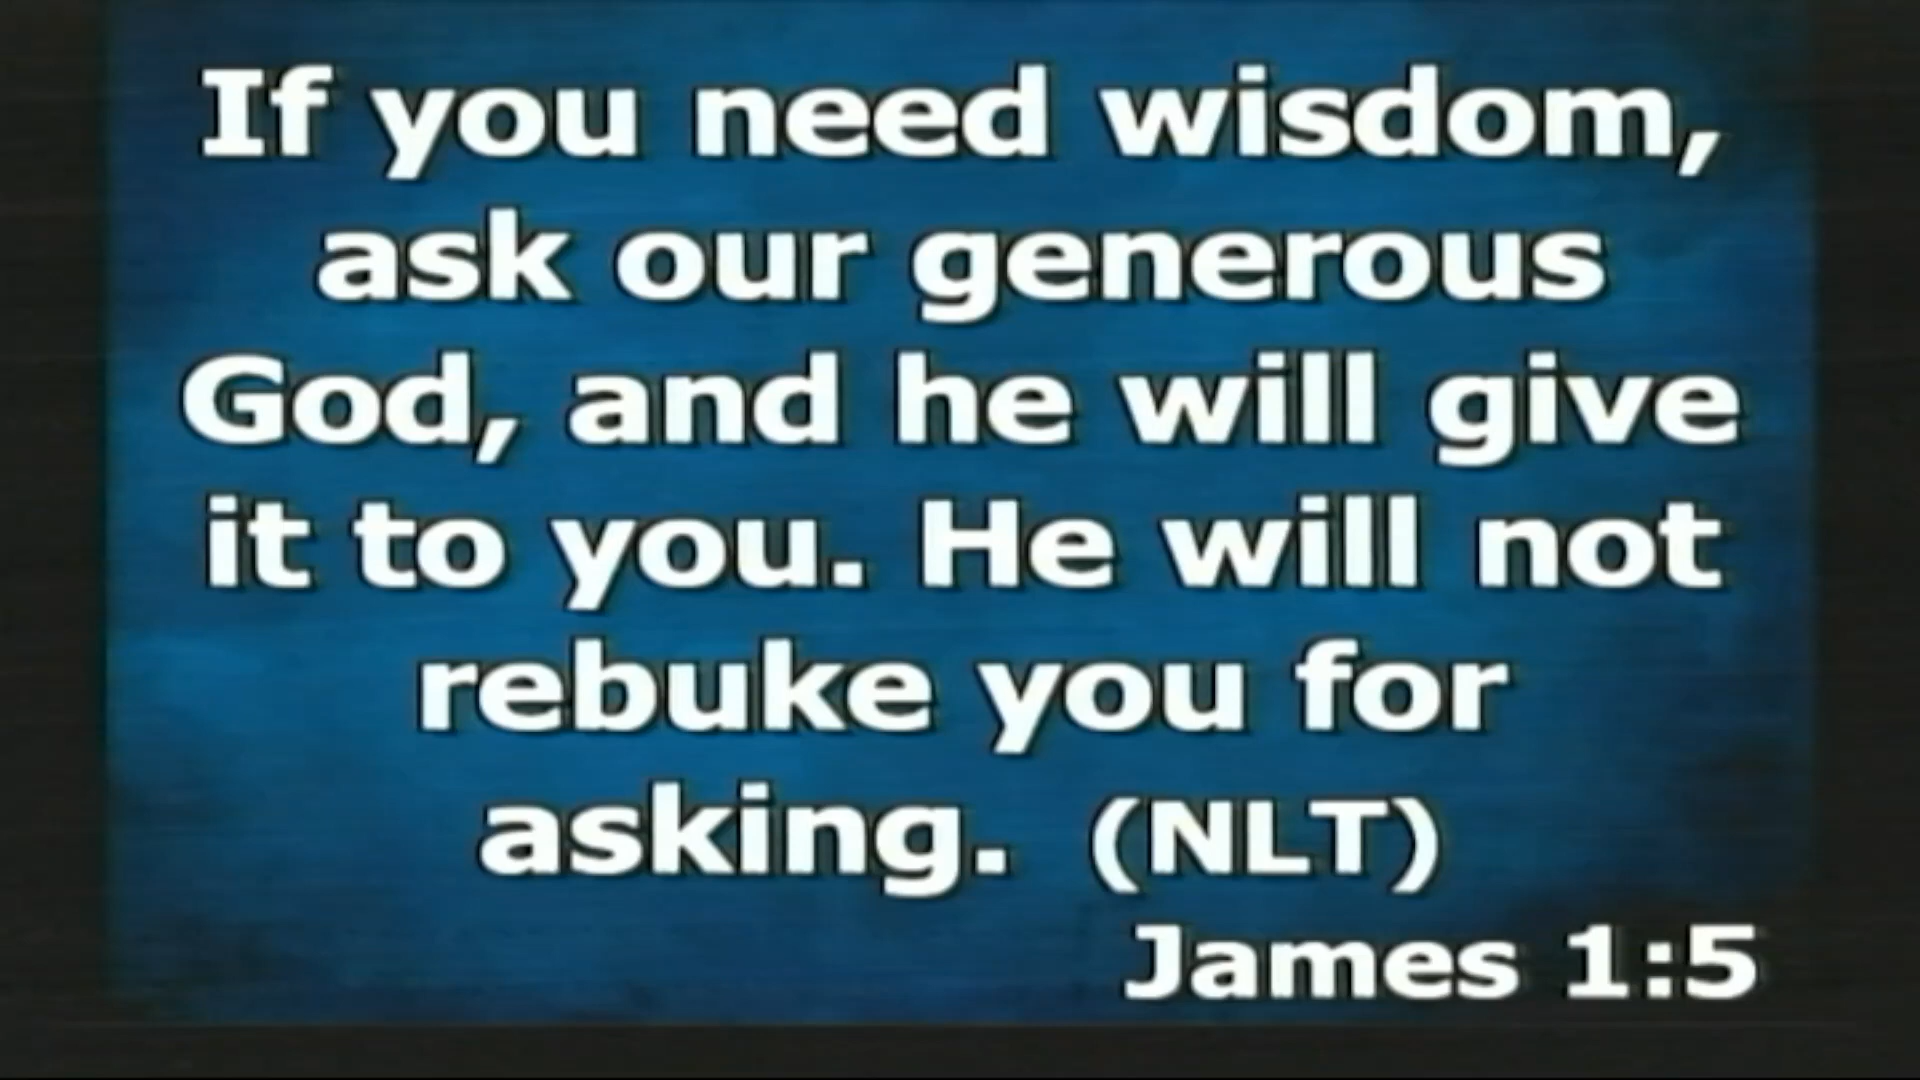 If you need wisdom,
ask our generous
God, and he will give
it to you. He will not
rebuke you for
asking. (NLT)
James 1:5